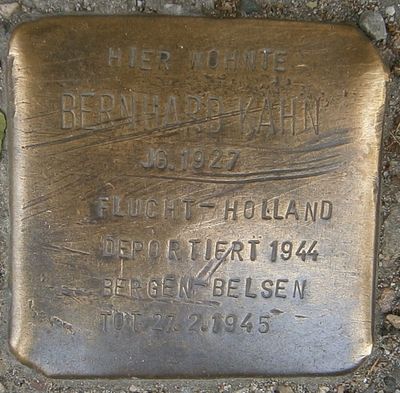 HIER WOHNTE
BERNHARD KAHN
JG. 1927
FLUCHT - HOLLAND
DEPORTIERT 1944
BERGEN-BELSEN
TOT 27.2.1945